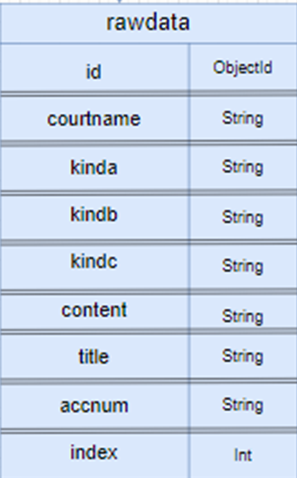 rawdata
id ObjectId
courtname String
kinda String
kindb String
kindc String
content String
title String
accnum String
index Int